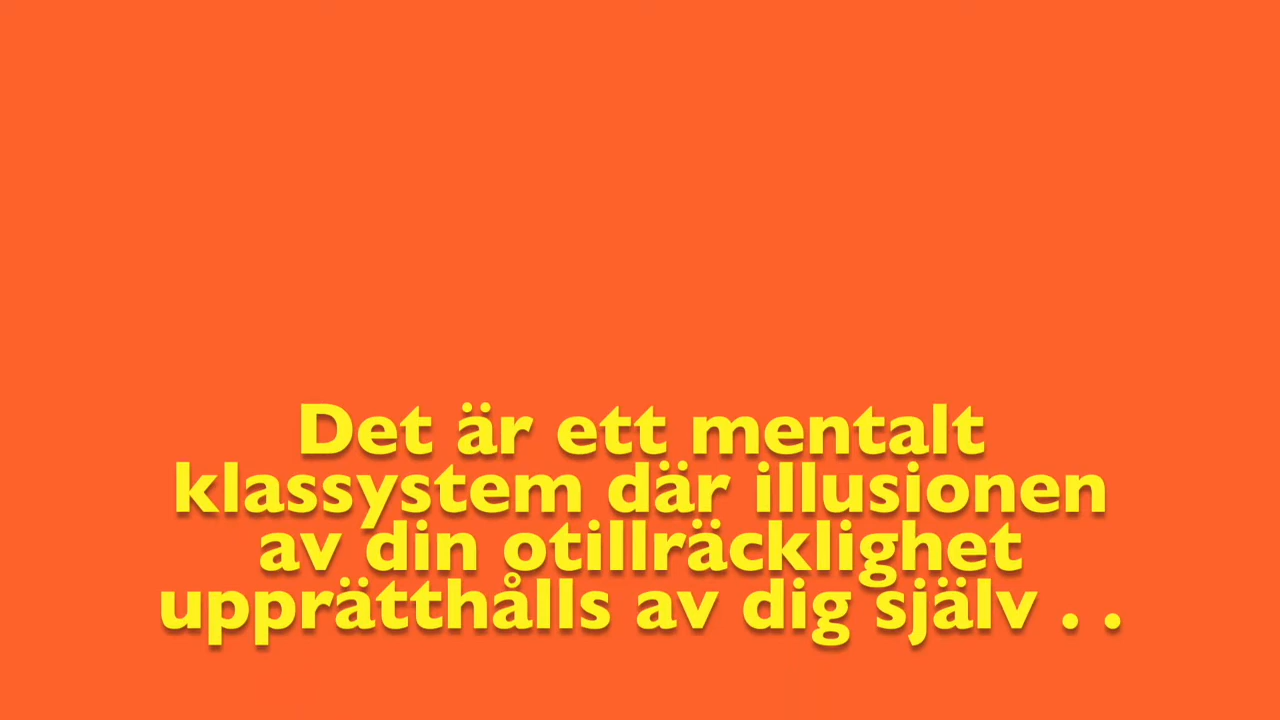 Det är ett mentalt
klassystem där illusionen
av din otillräcklighet
upprätthålls av dig själv . .